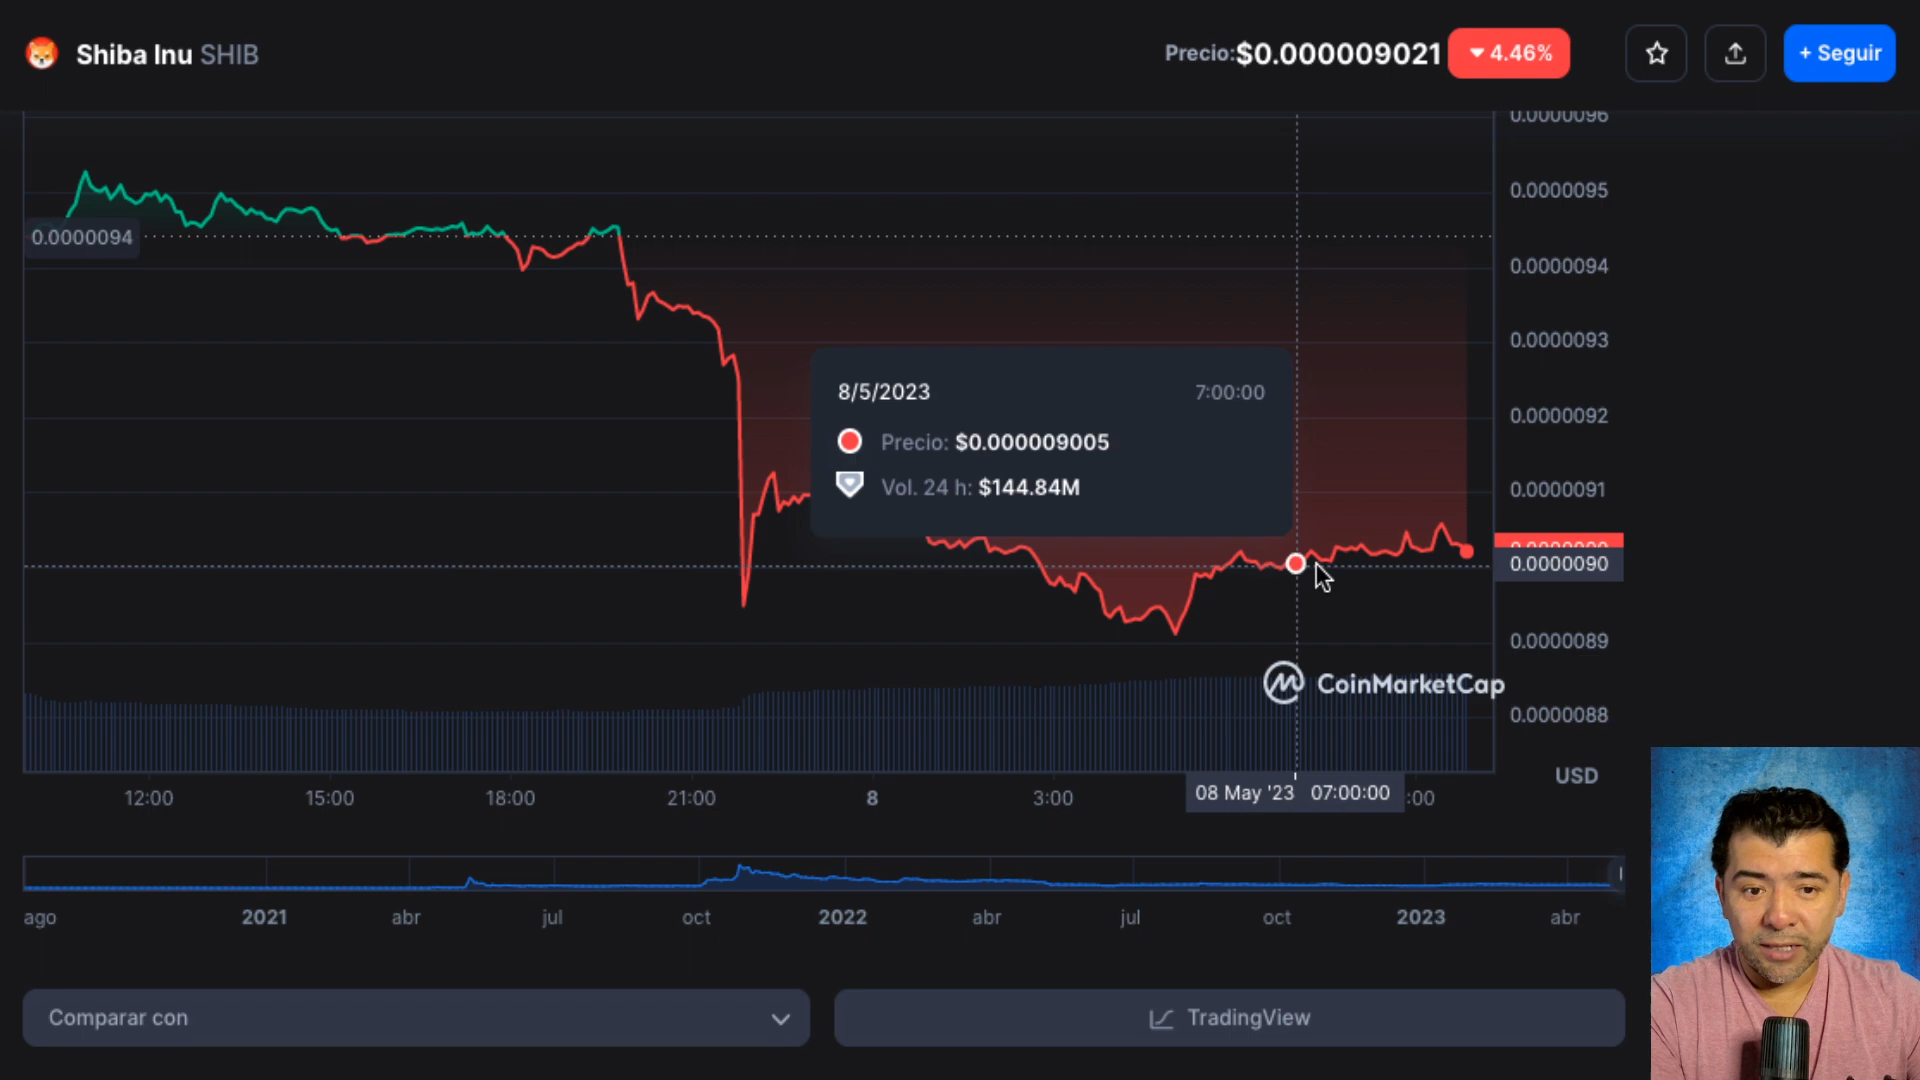 Shiba Inu SHIB
Precio:$0.000009021
4.46%
+ Seguir
0.0000096
0.0000095
0.0000094
0.0000094
0.0000093
0.0000092
0.0000091
0.0000090
0.0000089
0.0000088
8/5/2023 7:00:00
Precio: $0.000009005
Vol. 24 h: $144.84M
CoinMarketCap
USD
12:00 15:00 18:00 21:00 8 3:00 08 May '23 07:00:00 :00
ago 2021 abr jul oct 2022 abr jul oct 2023 abr
Comparar con
TradingView